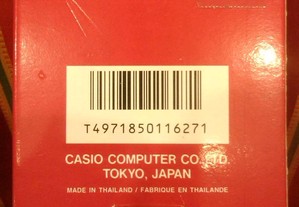 T4971850116271
CASIO COMPUTER CO.,LTD.
TOKYO, JAPAN
MADE IN THAILAND / FABRIQUE EN THAILANDE